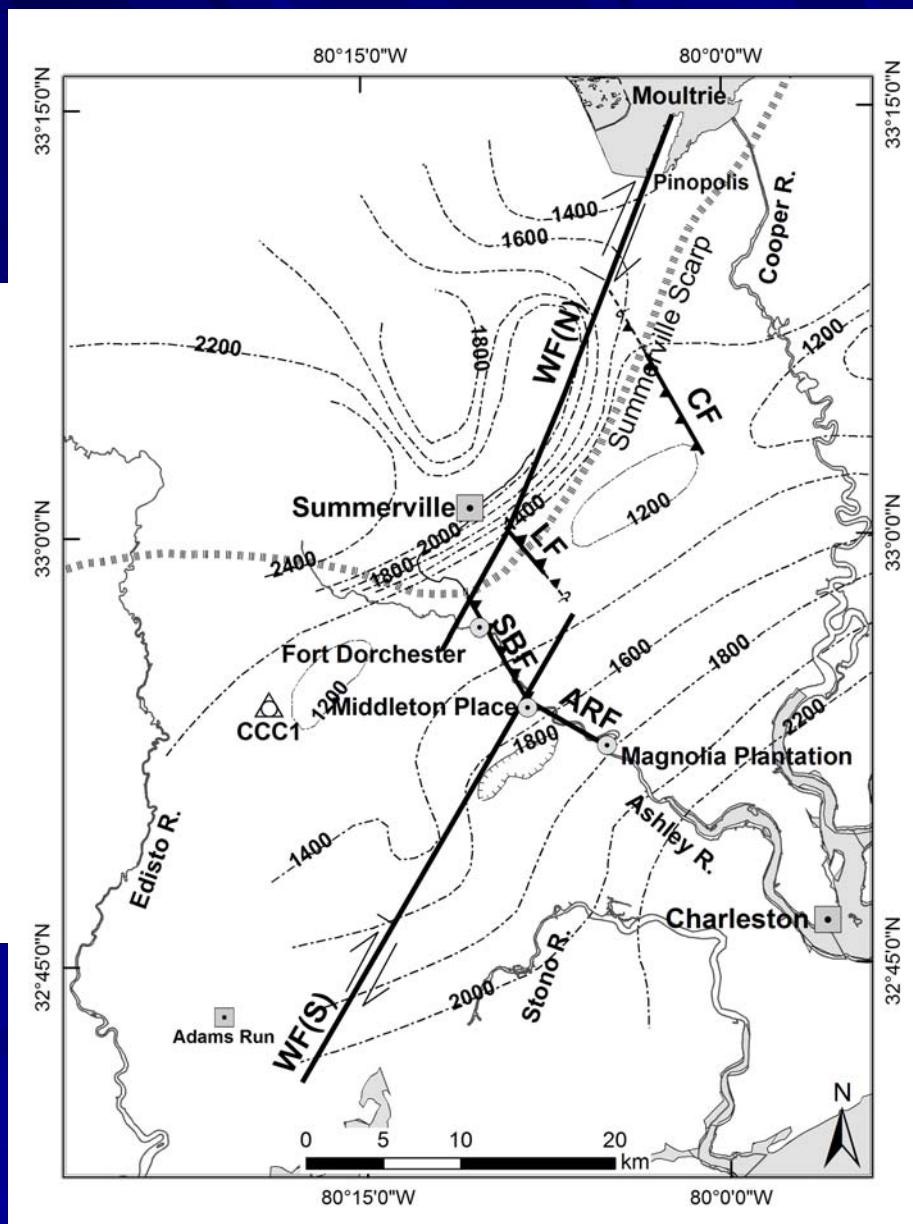 80°15'0"W
80°0'0"W
33°15'0"N
33°15'0"N
Moultrie
Pinopolis
Cooper R.
1400
1600
Summerville Scarp
WF(N)
2200
1800
1200
CF
Summerville
1200
2000
1400
LF
33°0'0"N
33°0'0"N
2400
1800
SBF
Fort Dorchester
1600
1800
1200
Middleton Place
ARF
2200
CCC1
1800
Magnolia Plantation
Ashley R.
Edisto R.
1400
Charleston
Stono R.
32°45'0"N
32°45'0"N
2000
WF(S)
Adams Run
N
0 5 10 20
km
80°15'0"W
80°0'0"W